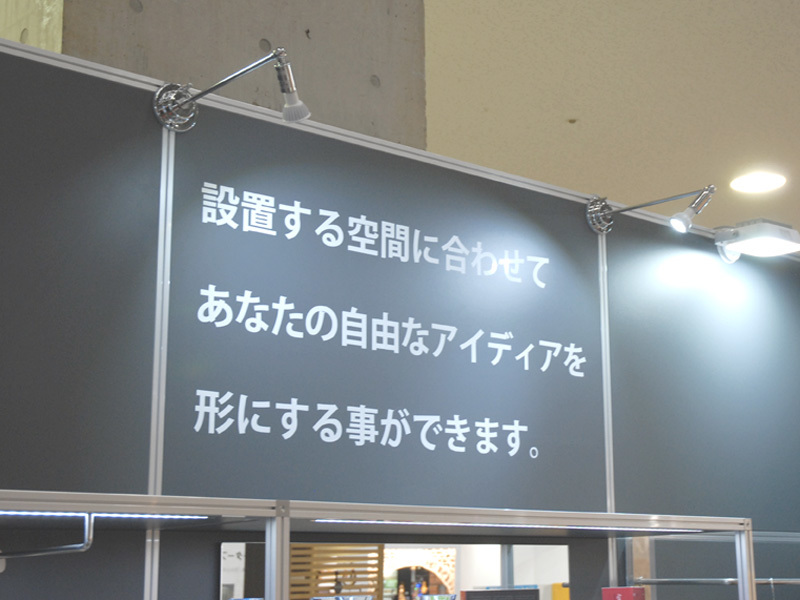 設置する空間に合わせて
あなたの自由なアイディアを
形にする事ができます。